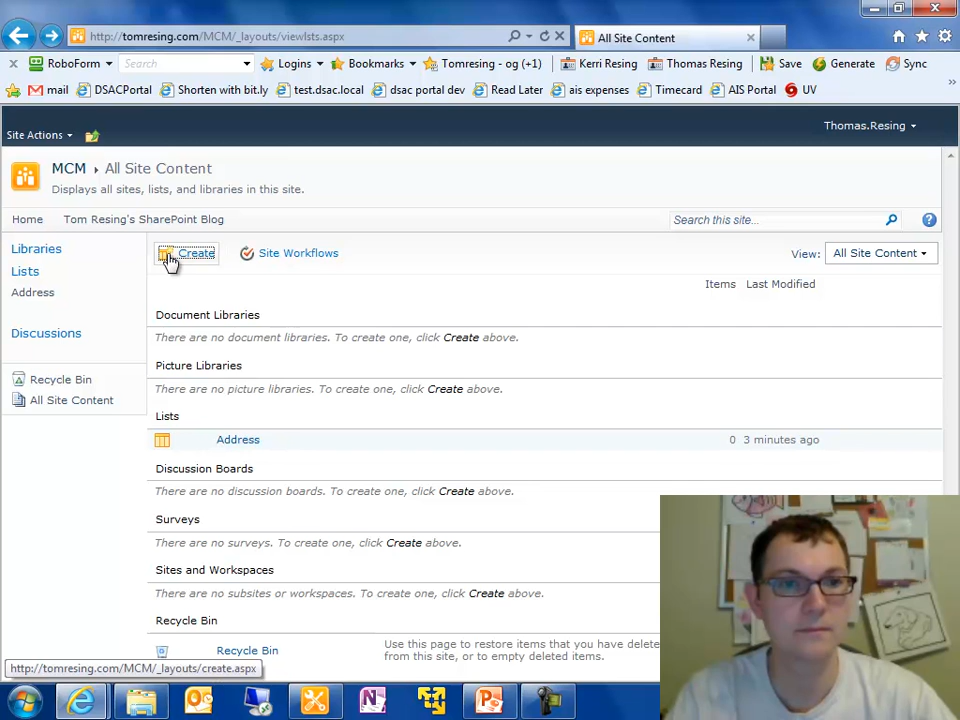 http://tomresing.com/MCM/_layouts/viewlsts.aspx
All Site Content
RoboForm
Search
Logins
Bookmarks
Tomresing - og (+1)
Kerri Resing
Thomas Resing
Save
Generate
Sync
mail
DSACPortal
Shorten with bit.ly
test.dsac.local
dsac portal dev
Read Later
ais expenses
Timecard
AIS Portal
UV
Site Actions
Thomas.Resing
MCM
All Site Content
Displays all sites, lists, and libraries in this site.
Home
Tom Resing's SharePoint Blog
Search this site...
Libraries
Lists
Address
Discussions
Recycle Bin
All Site Content
Create
Site Workflows
View:
All Site Content
Items
Last Modified
Document Libraries
There are no document libraries. To create one, click Create above.
Picture Libraries
There are no picture libraries. To create one, click Create above.
Lists
Address
0
3 minutes ago
Discussion Boards
There are no discussion boards. To create one, click Create above.
Surveys
There are no surveys. To create one, click Create above.
Sites and Workspaces
There are no subsites or workspaces. To create one, click Create above.
Recycle Bin
Recycle Bin
Use this page to restore items that you have deleted
from this site, or to empty deleted items.
http://tomresing.com/MCM/_layouts/create.aspx